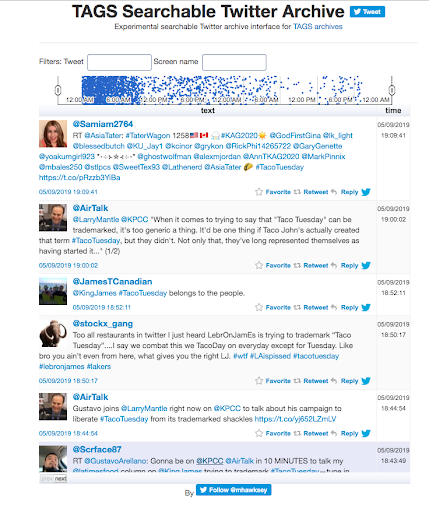 TAGS Searchable Twitter Archive Tweet
Experimental searchable Twitter archive interface for TAGS archives
Filters: Tweet Screen name
12:00 AM 6:00 AM 12:00 PM 6:00 PM 12:00 AM 6:00 AM 12:00 PM 6:00 PM 12:00 AM
text time
@Samiam2764 05/09/2019
RT @AsiaTater: #TaterWagon 1258🇺🇸🇨🇦 #KAG2020 @GodFirstGina @lk_light 19:09:41
@blessedbutch @KU_Jay1 @kcinor @grykon @RickPhi14265722 @GaryGenette
@yoakumgirl923 @ghostwolfman @alexmjordan @AnnTKAG2020 @MarkPinnix
@mbales250 @stlpcs @SweetTex93 @Lathenerd @AsiaTater 🌮 #TacoTuesday
https://t.co/pRzzb3YiBa
05/09/2019 19:09:41 Favorite Retweet Reply
@AirTalk 05/09/2019
@LarryMantle @KPCC "When it comes to trying to say that "Taco Tuesday" can be 19:00:02
trademarked, it's too generic a thing. It'd be one thing if Taco John's actually created
that term #TacoTuesday, but they didn't. Not only that, they've long represented themselves as
having started it..." (1/2)
05/09/2019 19:00:02 Favorite Retweet Reply
@JamesTCanadian 05/09/2019
@KingJames #TacoTuesday belongs to the people. 18:52:11
05/09/2019 18:52:11 Favorite Retweet Reply
@stockx_gang 05/09/2019
Too all restaurants in twitter I just heard LebrOnJamEs is trying to trademark "Taco 18:50:17
Tuesday"....I say we combat this we TacoDay on everyday except for Tuesday. Like
bro you ain't even from here, what gives you the right LJ. #wtf #LAispissed #tacotuesday
#lebronjames #lakers
05/09/2019 18:50:17 Favorite Retweet Reply
@AirTalk 05/09/2019
Gustavo joins @LarryMantle right now on @KPCC to talk about his campaign to 18:44:54
liberate #TacoTuesday from its trademarked shackles https://t.co/yj652LZmLV
05/09/2019 18:44:54 Favorite Retweet Reply
@Scrface87 05/09/2019
RT @GustavoArellano: Gonna be on @KPCC @AirTalk in 10 MINUTES to talk my 18:43:49
@latimesfood column on @KingJames trying to trademark #TacoTuesday—tune in
prev next
By Follow @mhawksey